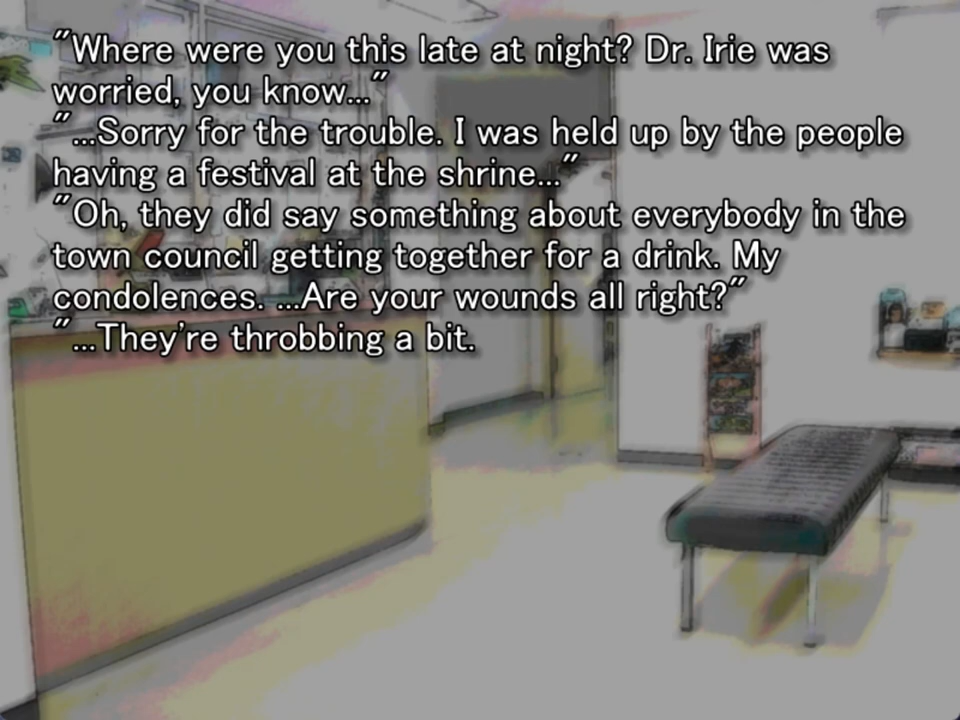 "Where were you this late at night? Dr. Irie was
worried, you know..."
"...Sorry for the trouble. I was held up by the people
having a festival at the shrine..."
"Oh, they did say something about everybody in the
town council getting together for a drink. My
condolences. ...Are your wounds all right?"
"...They're throbbing a bit.